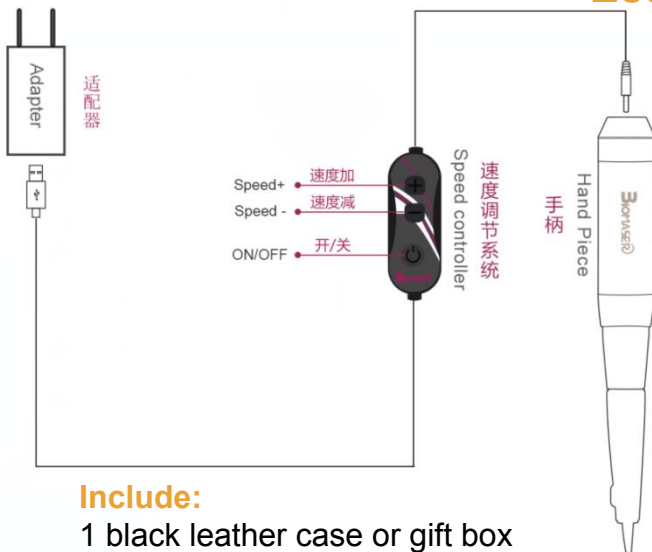 Adapter
适配器
Speed+
速度加
Speed -
速度减
ON/OFF
开/关
Speed controller
速度调节系统
手柄
Hand Piece
BIOMASER
Include:
1 black leather case or gift box